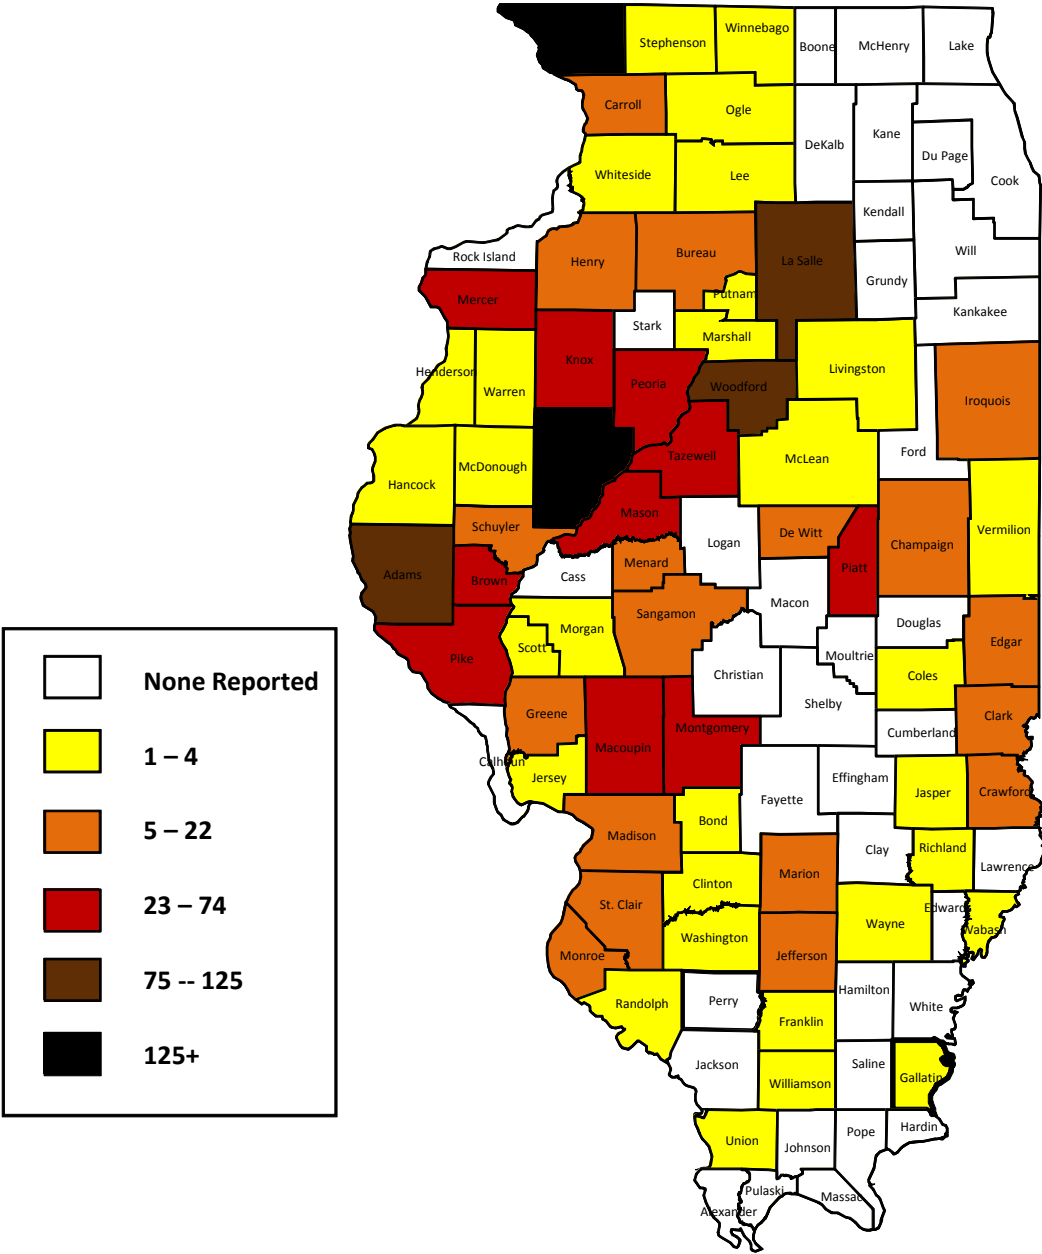 Stephenson
Winnebago
Boone
McHenry
Lake
Carroll
Ogle
DeKalb
Kane
Du Page
Cook
Whiteside
Lee
Kendall
Rock Island
Henry
Bureau
La Salle
Will
Grundy
Mercer
Putnam
Kankakee
Stark
Marshall
Knox
Peoria
Livingston
Henderson
Warren
Woodford
Iroquois
McDonough
Tazewell
McLean
Ford
Hancock
Mason
Schuyler
De Witt
Vermilion
Logan
Champaign
Adams
Brown
Cass
Menard
Piatt
Macon
Sangamon
Douglas
Morgan
Scott
Edgar
Pike
Moultrie
Christian
Coles
None Reported
Shelby
Greene
Clark
Montgomery
Cumberland
Macoupin
1 – 4
Calhoun
Jersey
Effingham
Jasper
Crawford
Fayette
Bond
5 – 22
Madison
Richland
Clay
Lawrence
Marion
Clinton
23 – 74
St. Clair
Edwards
Wayne
Wabash
Washington
Monroe
Jefferson
75 -- 125
Hamilton
Randolph
Perry
White
Franklin
125+
Jackson
Saline
Gallatin
Williamson
Hardin
Pope
Union
Johnson
Pulaski
Massac
Alexander